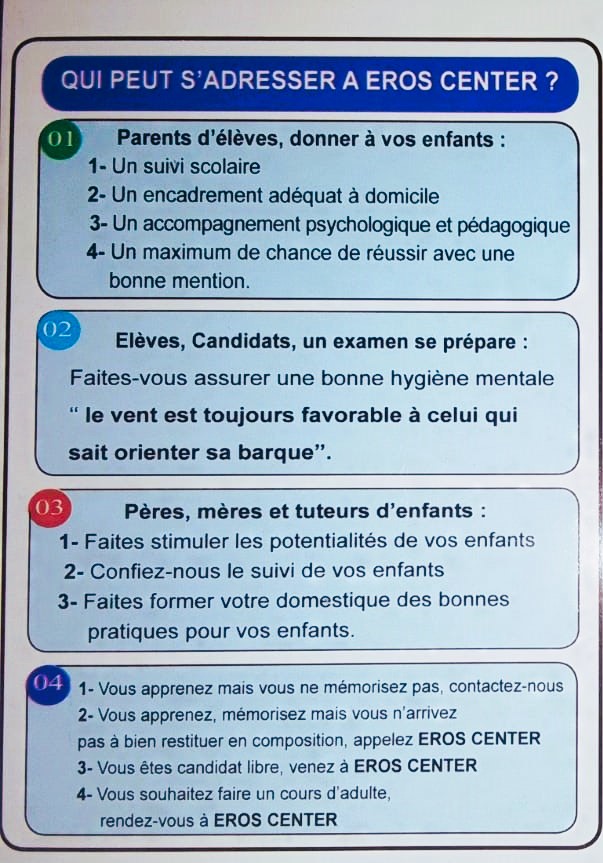 QUI PEUT S'ADRESSER A EROS CENTER ?
01
Parents d'élèves, donner à vos enfants :
1- Un suivi scolaire
2- Un encadrement adéquat à domicile
3- Un accompagnement psychologique et pédagogique
4- Un maximum de chance de réussir avec une
bonne mention.
02
Elèves, Candidats, un examen se prépare :
Faites-vous assurer une bonne hygiène mentale
“ le vent est toujours favorable à celui qui
sait orienter sa barque”.
03
Pères, mères et tuteurs d'enfants :
1- Faites stimuler les potentialités de vos enfants
2- Confiez-nous le suivi de vos enfants
3- Faites former votre domestique des bonnes
pratiques pour vos enfants.
04
1- Vous apprenez mais vous ne mémorisez pas, contactez-nous
2- Vous apprenez, mémorisez mais vous n'arrivez
pas à bien restituer en composition, appelez EROS CENTER
3- Vous êtes candidat libre, venez à EROS CENTER
4- Vous souhaitez faire un cours d'adulte,
rendez-vous à EROS CENTER